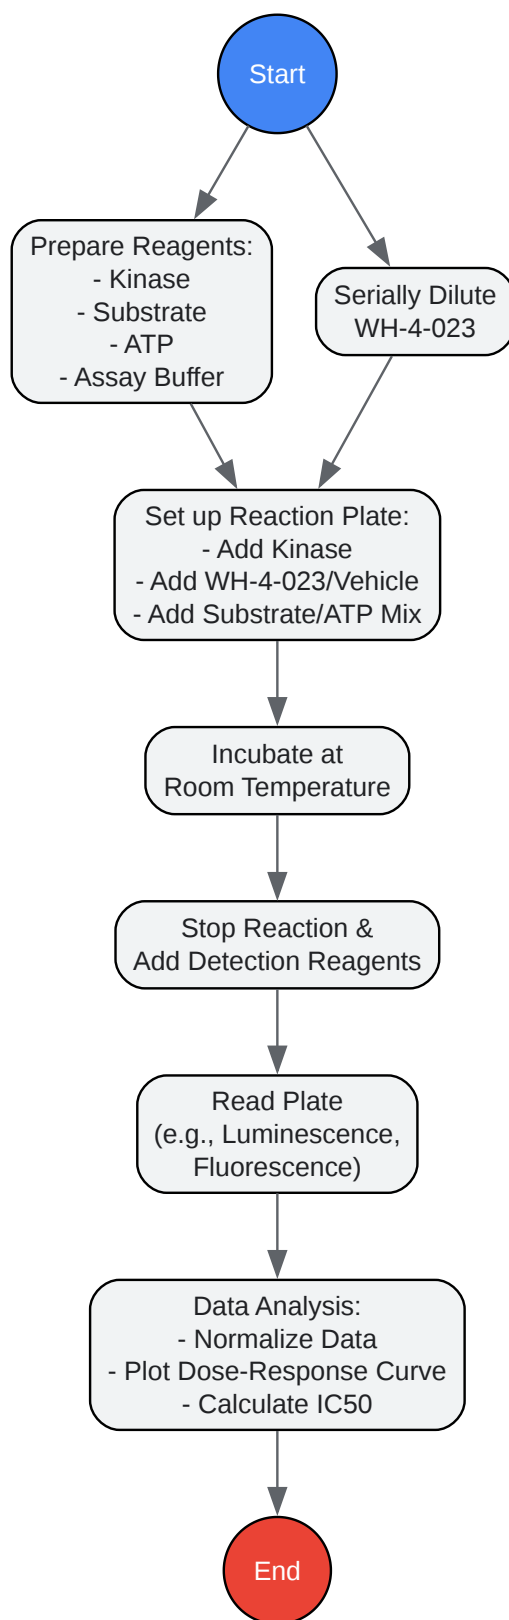 Start
Prepare Reagents:
- Kinase
- Substrate
- ATP
- Assay Buffer
Serially Dilute
WH-4-023
Set up Reaction Plate:
- Add Kinase
- Add WH-4-023/Vehicle
- Add Substrate/ATP Mix
Incubate at
Room Temperature
Stop Reaction &
Add Detection Reagents
Read Plate
(e.g., Luminescence,
Fluorescence)
Data Analysis:
- Normalize Data
- Plot Dose-Response Curve
- Calculate IC50
End